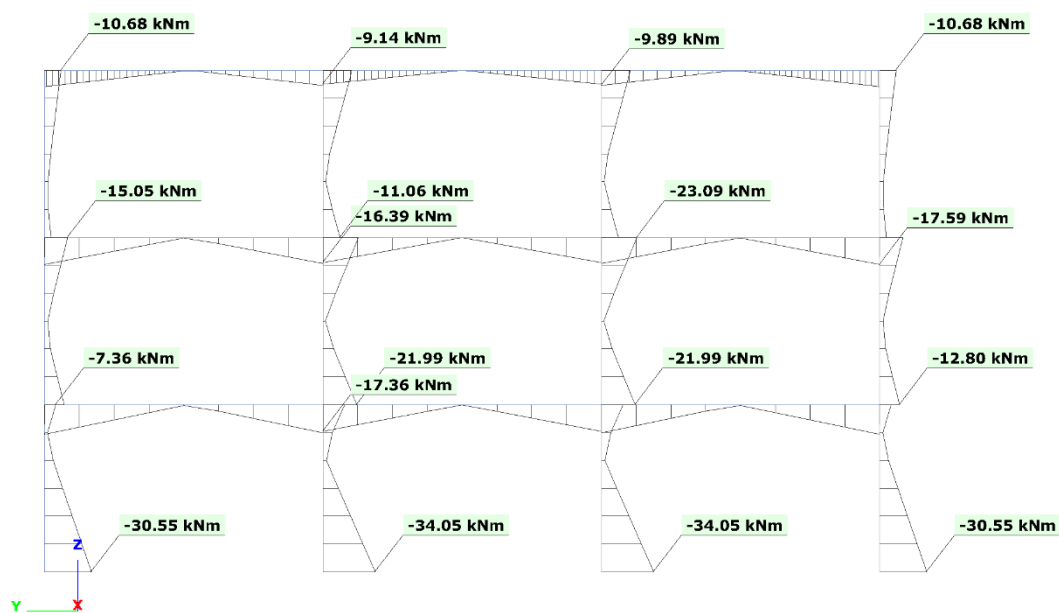 -10.68 kNm
-9.14 kNm
-9.89 kNm
-10.68 kNm
-15.05 kNm
-11.06 kNm
-23.09 kNm
-16.39 kNm
-17.59 kNm
-7.36 kNm
-21.99 kNm
-21.99 kNm
-12.80 kNm
-17.36 kNm
-30.55 kNm
-34.05 kNm
-34.05 kNm
-30.55 kNm
Z
Y
X